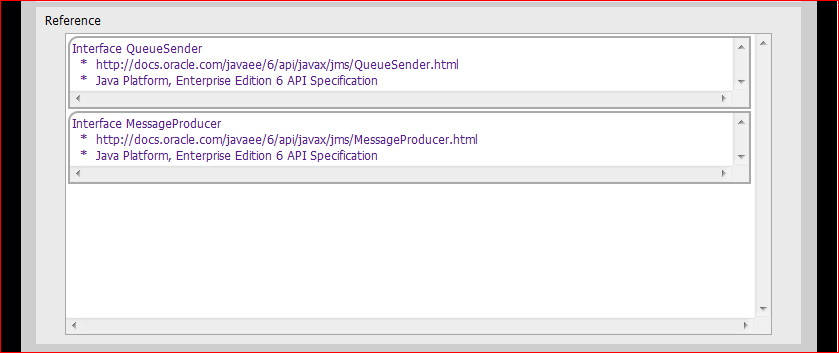 Reference
Interface QueueSender
* http://docs.oracle.com/javaee/6/api/javax/jms/QueueSender.html
* Java Platform, Enterprise Edition 6 API Specification
Interface MessageProducer
* http://docs.oracle.com/javaee/6/api/javax/jms/MessageProducer.html
* Java Platform, Enterprise Edition 6 API Specification